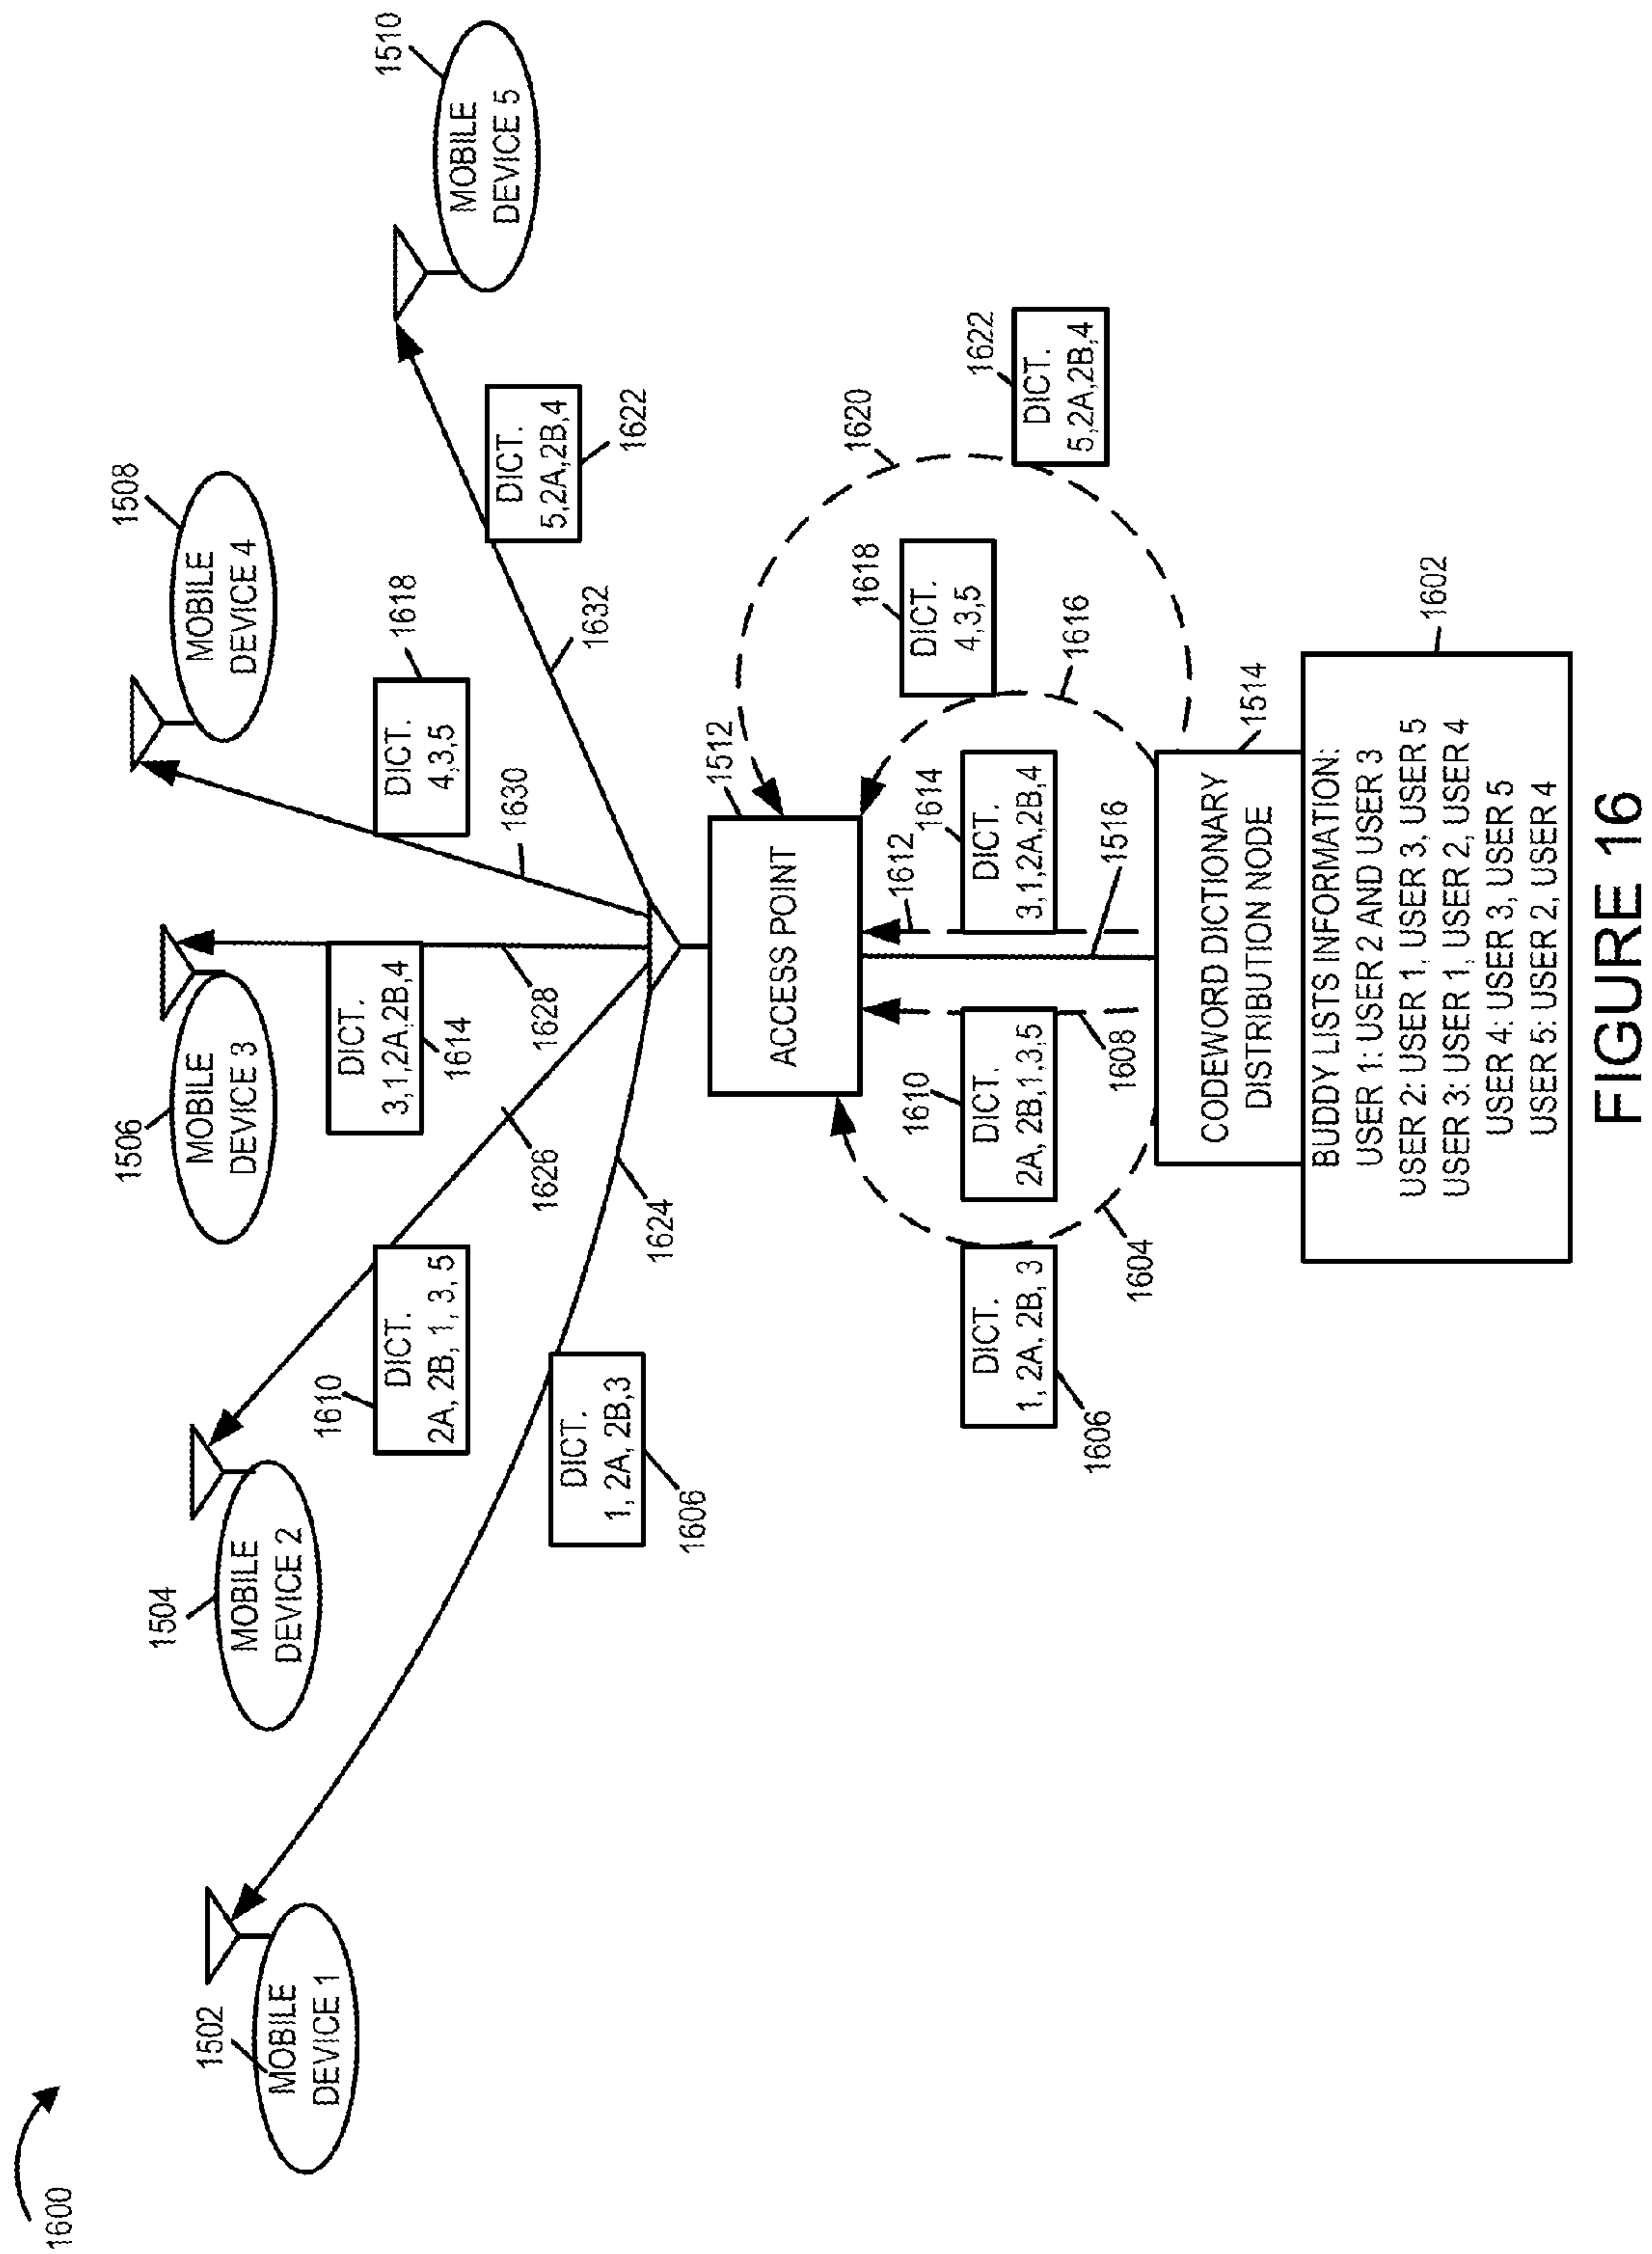 1600
1502
MOBILE
DEVICE 1
1504
MOBILE
DEVICE 2
1506
MOBILE
DEVICE 3
1508
MOBILE
DEVICE 4
1510
MOBILE
DEVICE 5
1606
DICT.
1, 2A, 2B,3
1624
1610
DICT.
2A, 2B, 1, 3, 5
1626
DICT.
3,1,2A,2B,4
1614
1628
DICT.
4,3,5
1618
1630
DICT.
5,2A,2B,4
1622
1632
ACCESS POINT
1512
DICT.
1, 2A, 2B, 3
1606
1604
1610
DICT.
2A, 2B,1,3,5
1608
1612
1614
DICT.
3,1,2A,2B,4
1516
1618
DICT.
4,3,5
1616
1620
1622
DICT.
5,2A,2B,4
CODEWORD DICTIONARY
DISTRIBUTION NODE
1514
BUDDY LISTS INFORMATION:
USER 1: USER 2 AND USER 3
USER 2: USER 1, USER 3, USER 5
USER 3: USER 1, USER 2, USER 4
USER 4: USER 3, USER 5
USER 5: USER 2, USER 4
1602
FIGURE 16